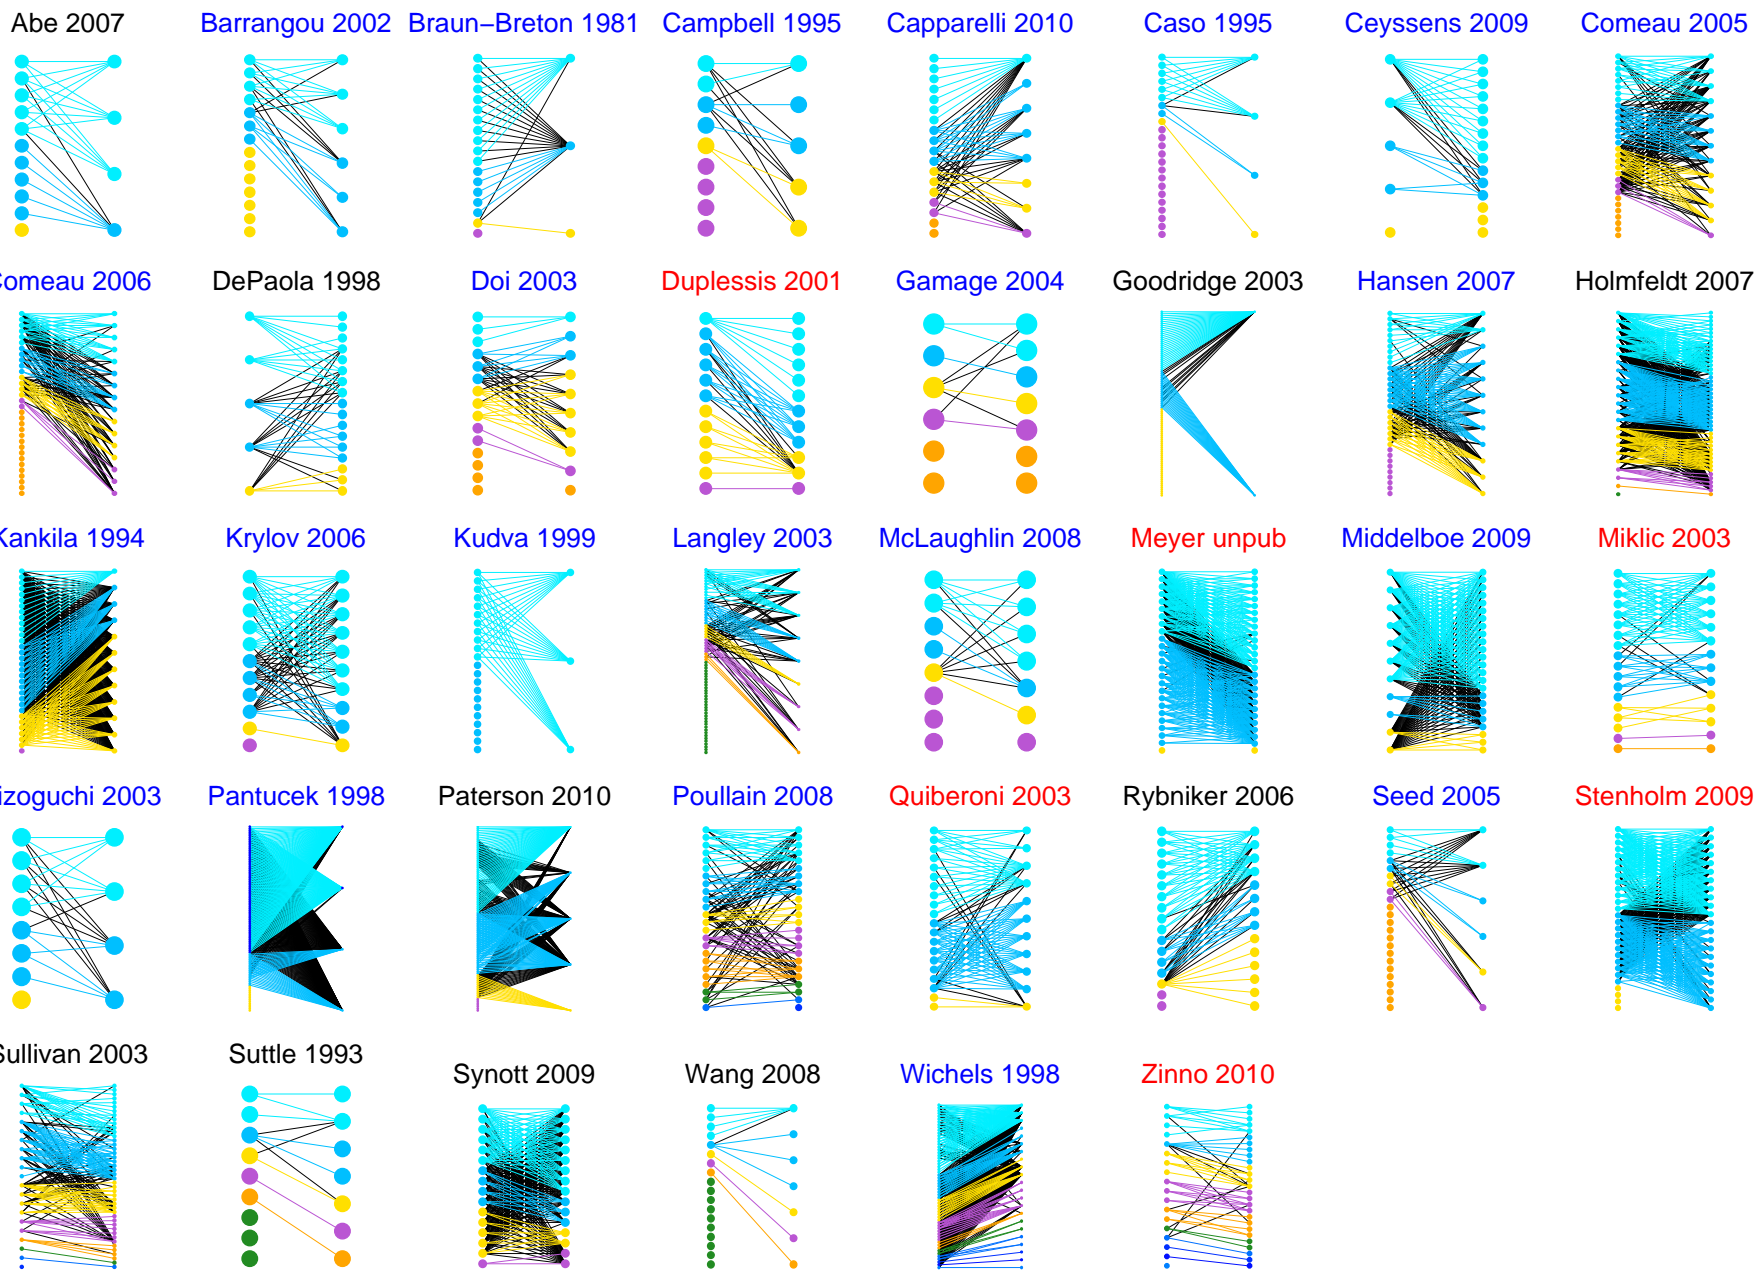 Abe 2007
Barrangou 2002
Braun−Breton 1981
Campbell 1995
Capparelli 2010
Caso 1995
Ceyssens 2009
Comeau 2005
Comeau 2006
DePaola 1998
Doi 2003
Duplessis 2001
Gamage 2004
Goodridge 2003
Hansen 2007
Holmfeldt 2007
Kankila 1994
Krylov 2006
Kudva 1999
Langley 2003
McLaughlin 2008
Meyer unpub
Middelboe 2009
Miklic 2003
izoguchi 2003
Pantucek 1998
Paterson 2010
Poullain 2008
Quiberoni 2003
Rybniker 2006
Seed 2005
Stenholm 2009
Sullivan 2003
Suttle 1993
Synott 2009
Wang 2008
Wichels 1998
Zinno 2010